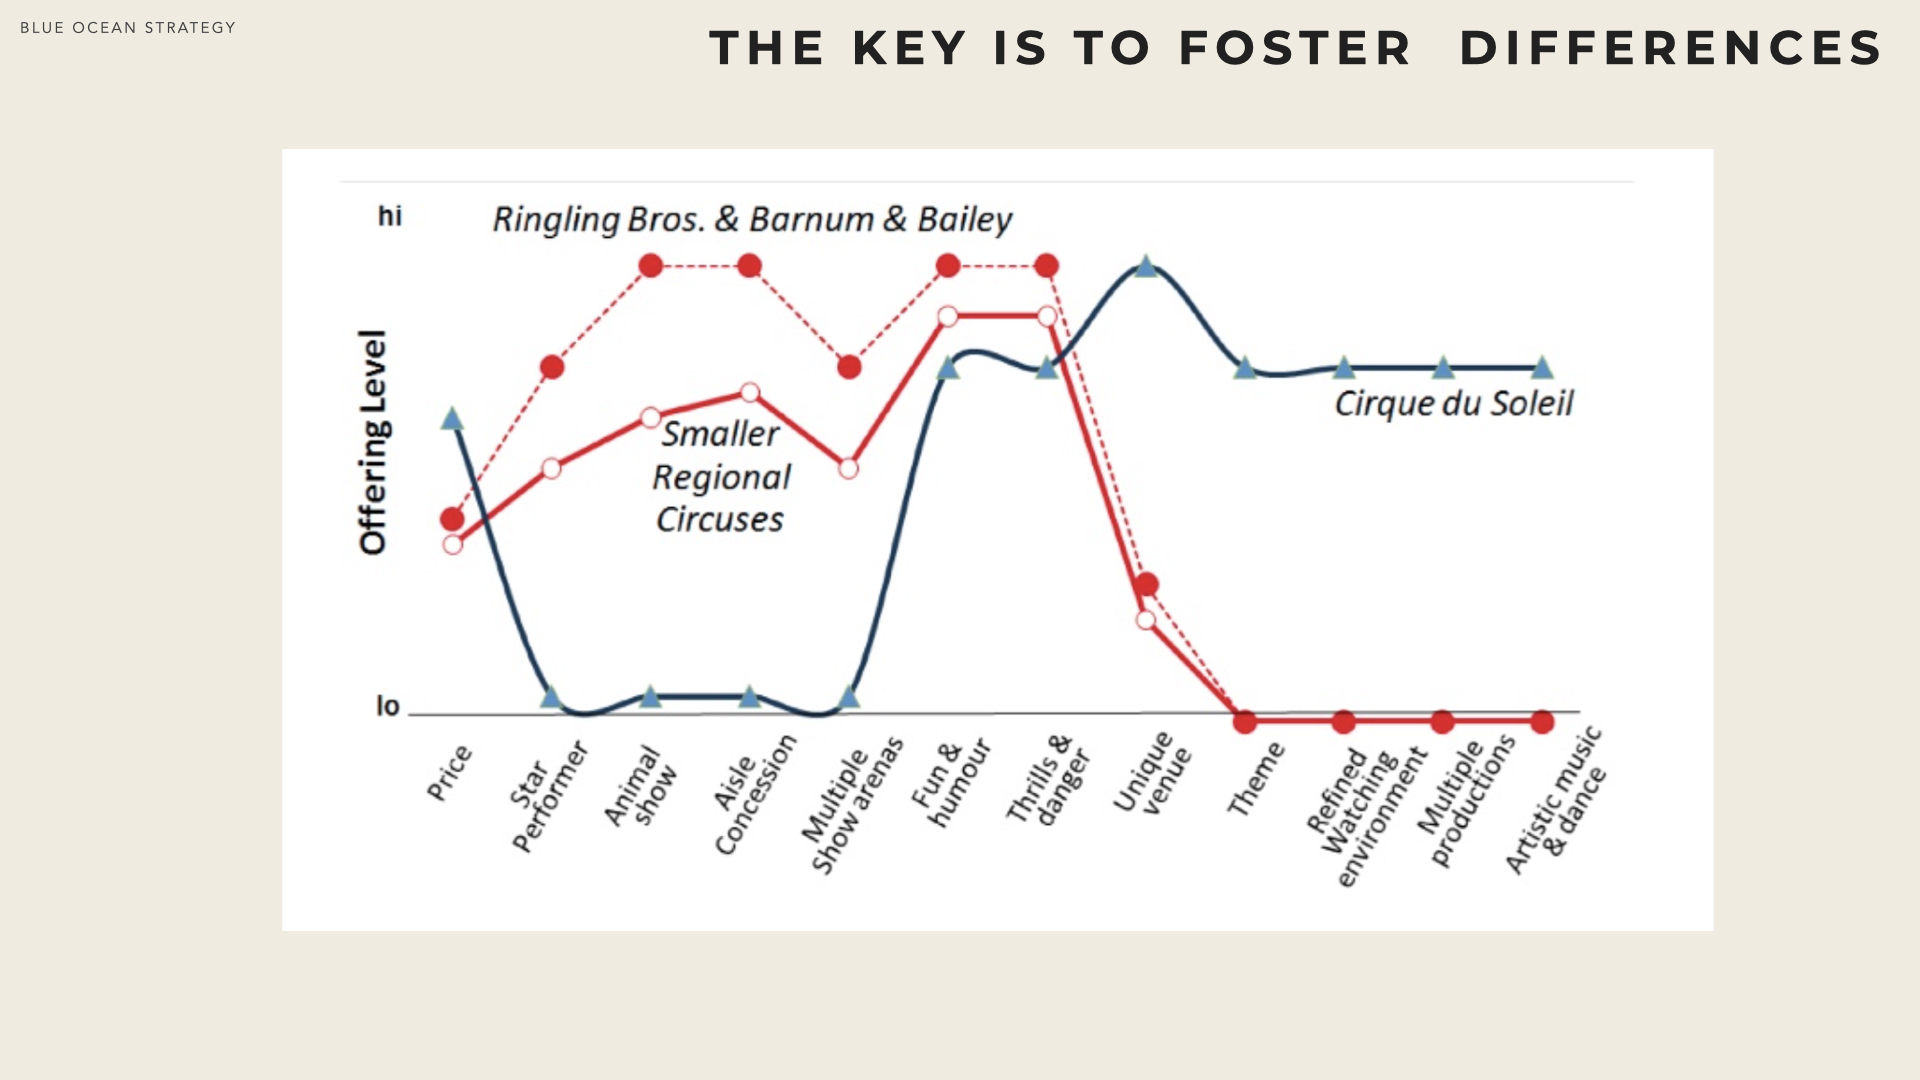 BLUE OCEAN STRATEGY
THE KEY IS TO FOSTER DIFFERENCES
hi
Ringling Bros. & Barnum & Bailey
Offering Level
Cirque du Soleil
Smaller
Regional
Circuses
lo
Price
Star
Performer
Animal
show
Aisle
Concession
Multiple
Show arenas
Fun &
humour
Thrills &
danger
Unique
venue
Theme
Refined
Watching
environment
Multiple
productions
Artistic music
& dance